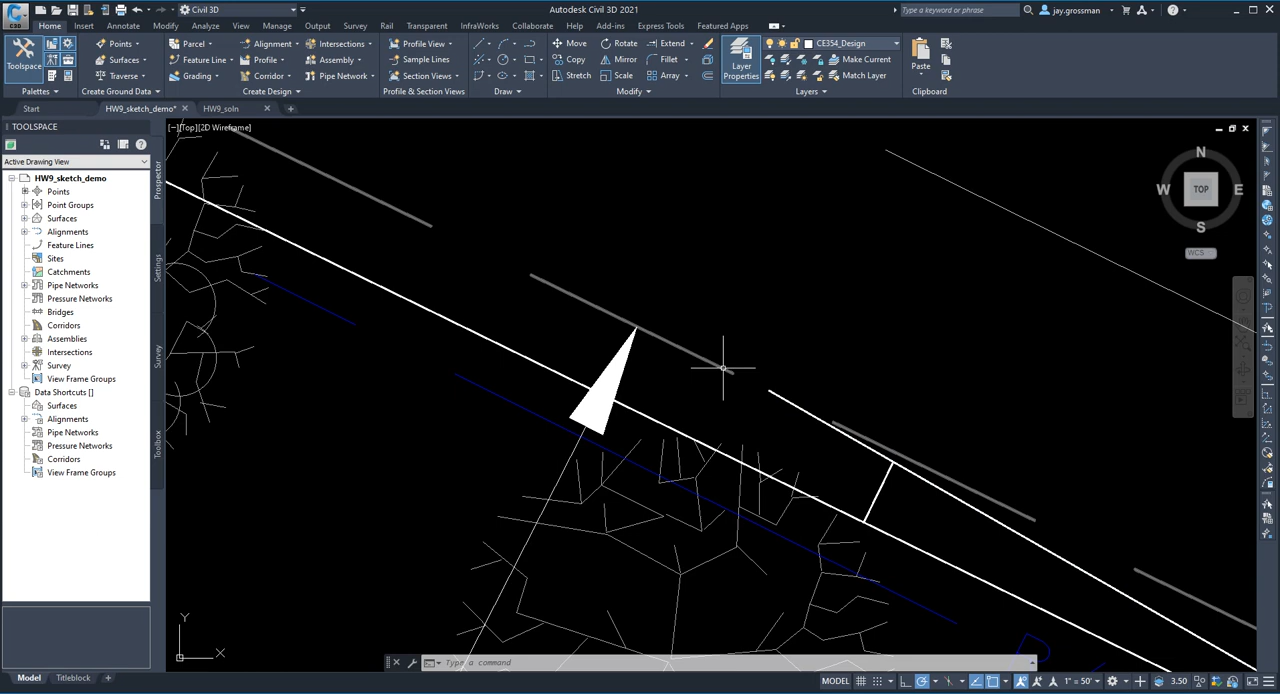 Civil 3D
Autodesk Civil 3D 2021
Type a keyword or phrase
jay.grossman
C3D
Home Insert Annotate Modify Analyze View Manage Output Survey Rail Transparent InfraWorks Collaborate Help Add-ins Express Tools Featured Apps
Toolspace
Palettes
Points
Surfaces
Traverse
Create Ground Data
Parcel
Feature Line
Grading
Alignment
Profile
Corridor
Intersections
Assembly
Pipe Network
Create Design
Profile View
Sample Lines
Section Views
Profile & Section Views
Draw
Move
Copy
Stretch
Rotate
Mirror
Scale
Extend
Fillet
Array
Modify
Layer
Properties
CE354_Design
Make Current
Match Layer
Layers
Paste
Clipboard
Start
HW9_sketch_demo*
HW9_soln
TOOLSPACE
Active Drawing View
HW9_sketch_demo
Points
Point Groups
Surfaces
Alignments
Feature Lines
Sites
Catchments
Pipe Networks
Pressure Networks
Bridges
Corridors
Assemblies
Intersections
Survey
View Frame Groups
Data Shortcuts []
Surfaces
Alignments
Pipe Networks
Pressure Networks
Corridors
View Frame Groups
Prospector
Settings
Survey
Toolbox
[−][Top][2D Wireframe]
N
W
TOP
E
S
WCS
Y
X
Type a command
Model
Titleblock
MODEL
1" = 50'
3.50